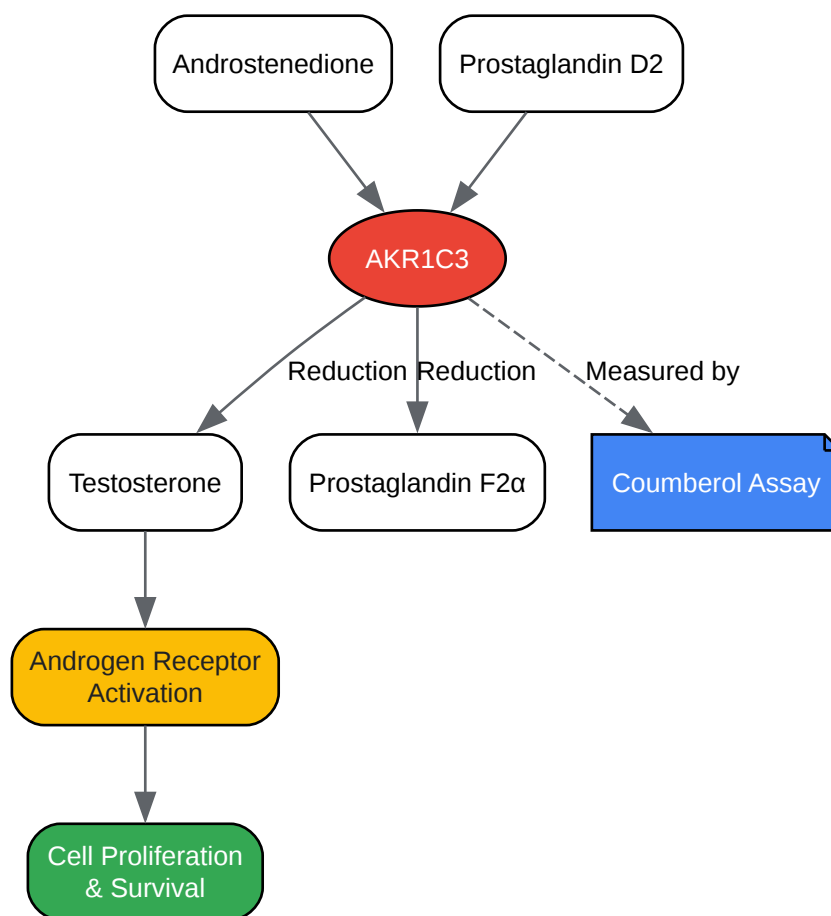 Androstenedione
Prostaglandin D2
AKR1C3
Reduction
Reduction
Measured by
Testosterone
Prostaglandin F2α
Coumberol Assay
Androgen Receptor
Activation
Cell Proliferation
& Survival